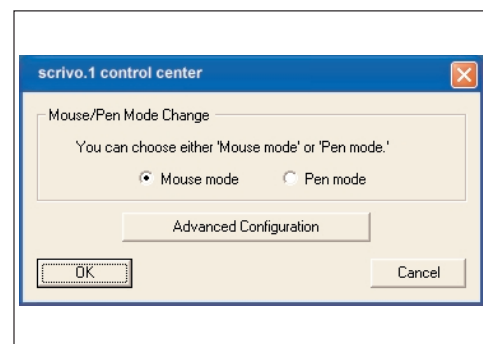 scrivo.1 control center
Mouse/Pen Mode Change
You can choose either 'Mouse mode' or 'Pen mode.'
Mouse mode Pen mode
Advanced Configuration
OK Cancel